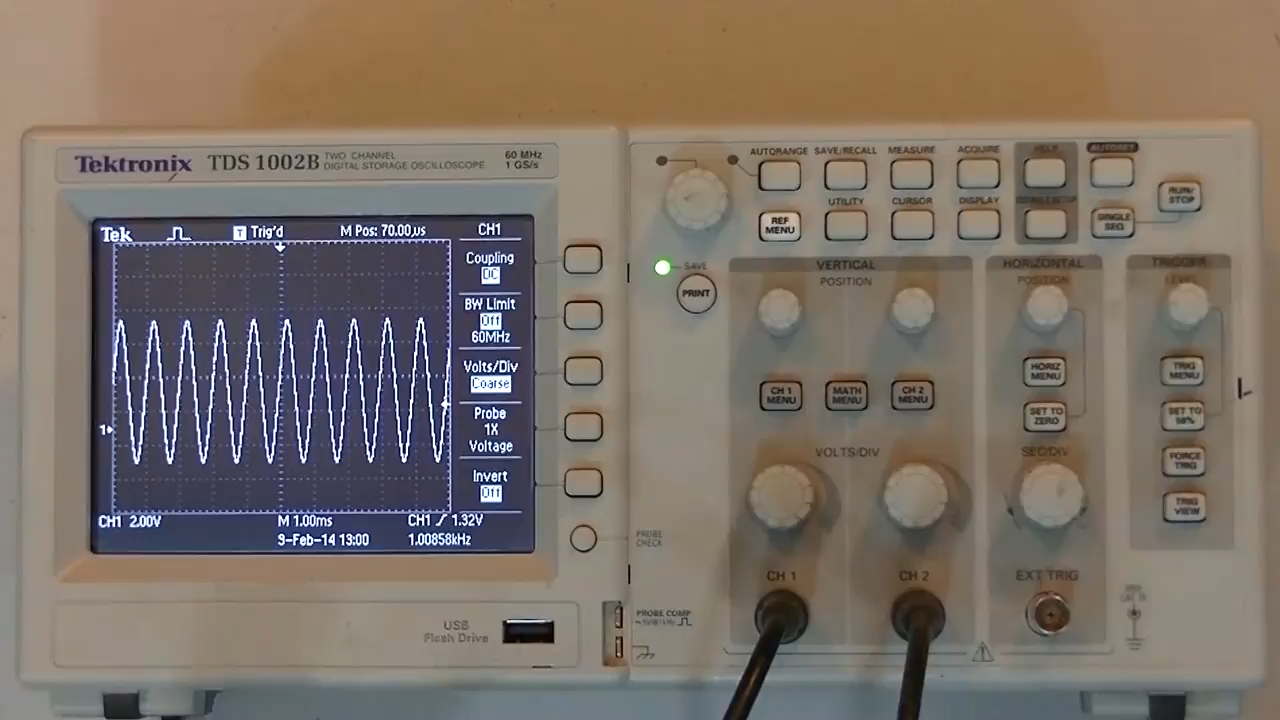 Tektronix TDS 1002B TWO CHANNEL DIGITAL STORAGE OSCILLOSCOPE 60 MHz 1 GS/s
Tek T Trig'd M Pos: 70.00us CH1
Coupling
DC
BW Limit
Off
60MHz
Volts/Div
Coarse
Probe
1X
Voltage
Invert
Off
1
CH1 2.00V M 1.00ms CH1 1.32V
9-Feb-14 13:00 1.00858kHz
USB
Flash Drive
PROBE
CHECK
PROBE COMP
AUTORANGE SAVE/RECALL MEASURE ACQUIRE HELP AUTOSET
REF
MENU
UTILITY CURSOR DISPLAY
SINGLE
SEQ
RUN/
STOP
SAVE
PRINT
VERTICAL HORIZONTAL TRIGGER
POSITION POSITION LEVEL
CH 1
MENU
MATH
MENU
CH 2
MENU
HORIZ
MENU
SET TO
ZERO
TRIG
MENU
SET TO
50%
FORCE
TRIG
TRIG
VIEW
VOLTS/DIV SEC/DIV
CH 1 CH 2 EXT TRIG